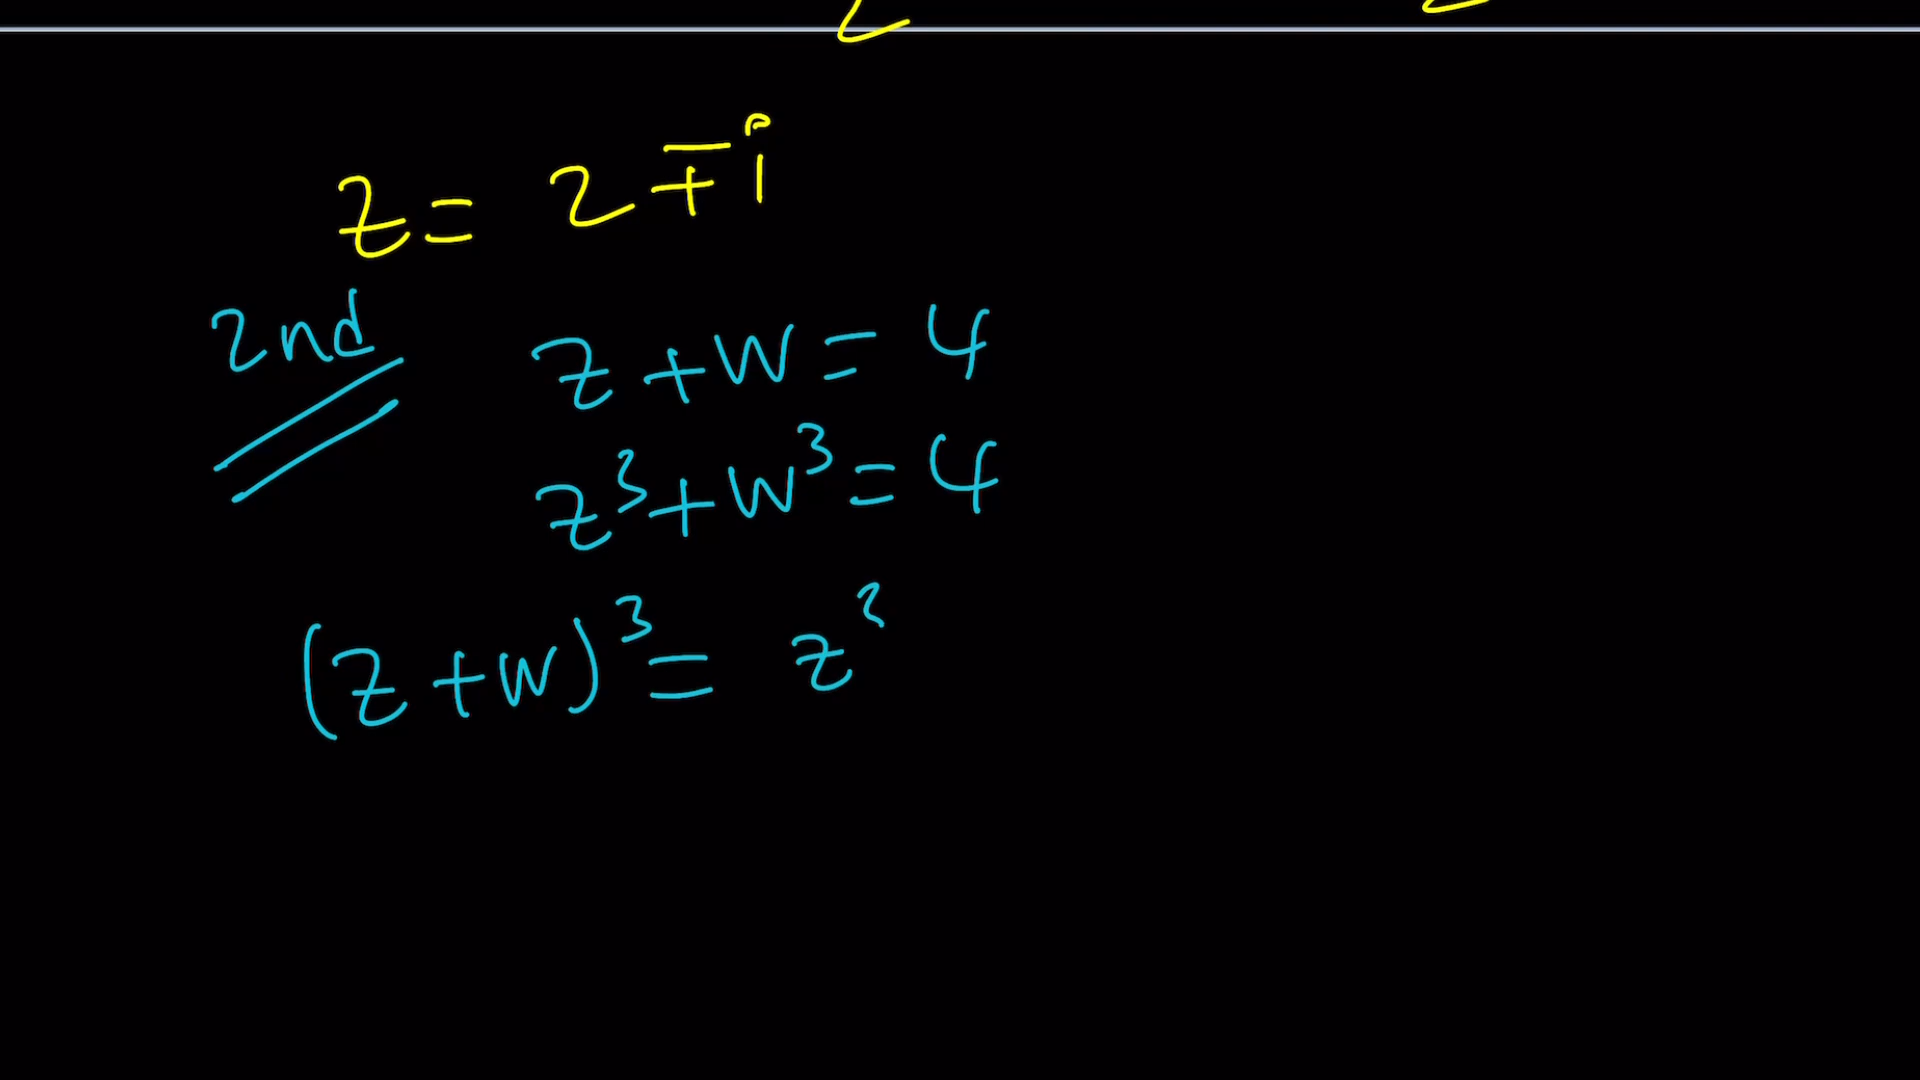 z = 2 ∓ i
2nd z + w = 4
z³ + w³ = 4
(z + w)³ = z³